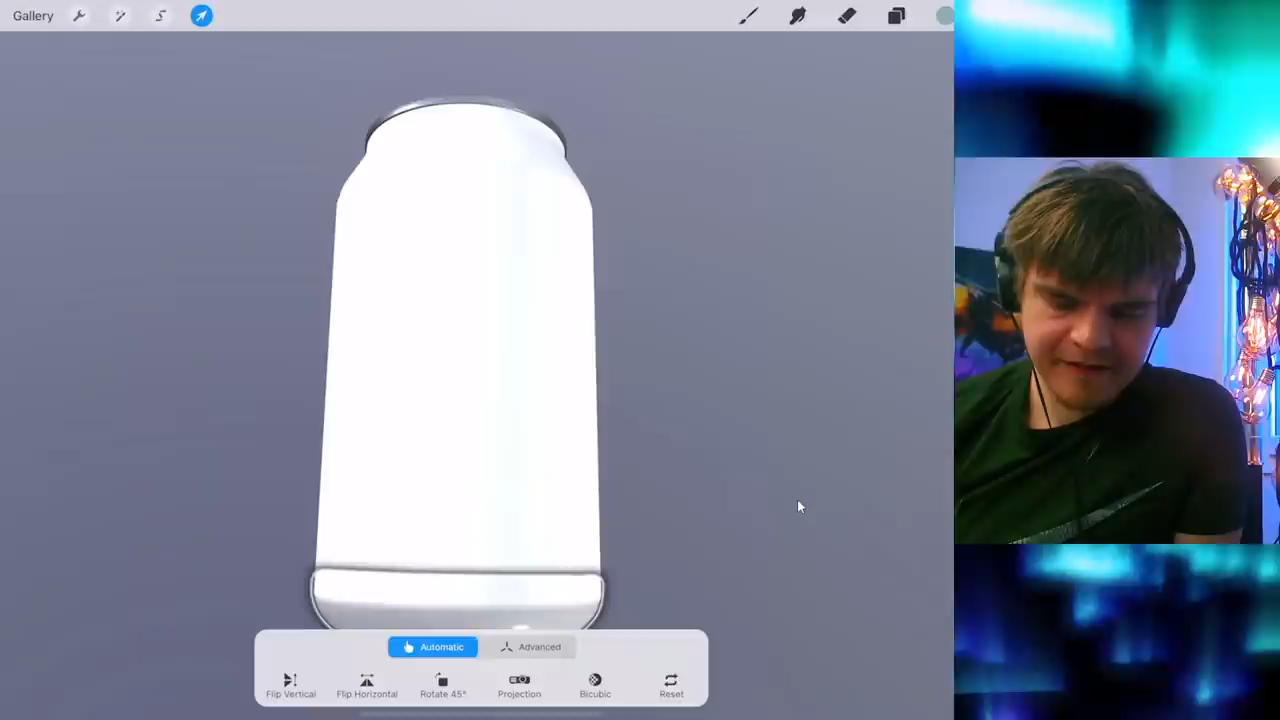 Gallery
Automatic
Advanced
Flip Vertical
Flip Horizontal
Rotate 45°
Projection
Bicubic
Reset